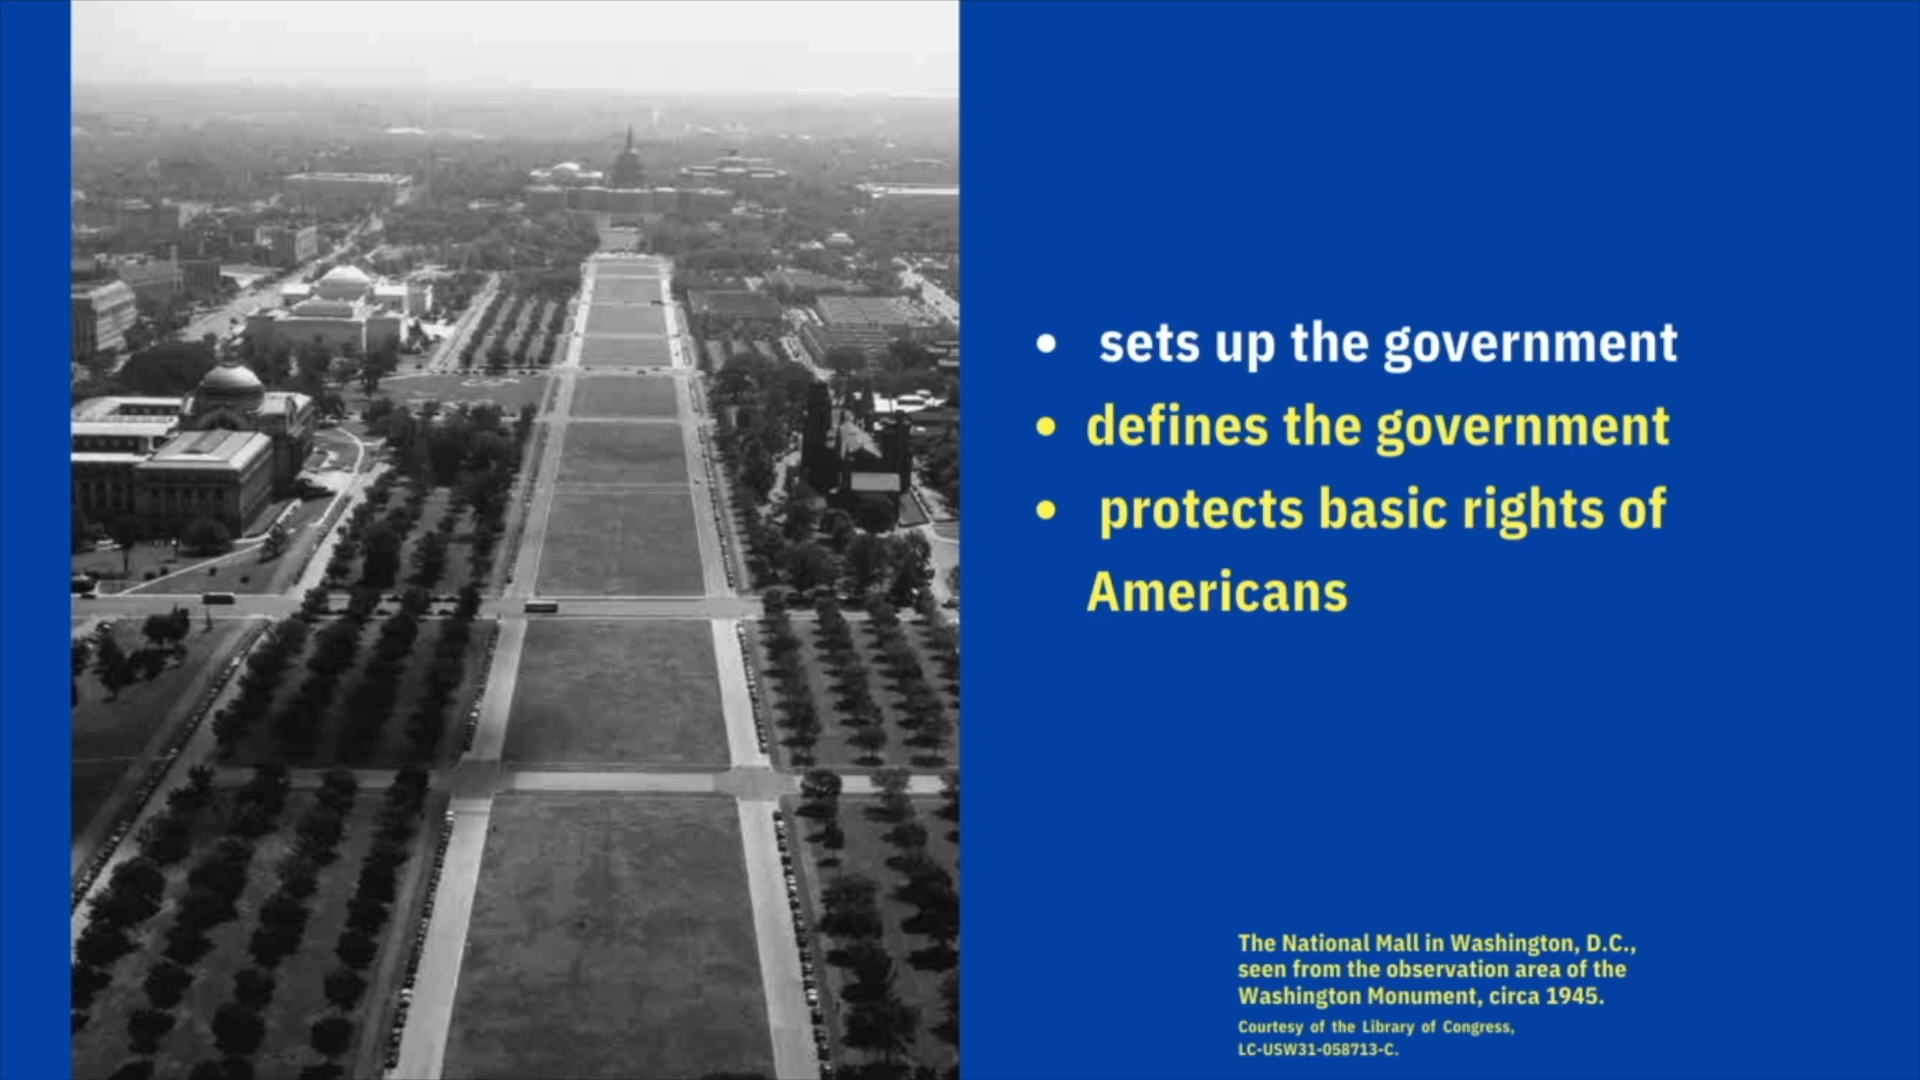 • sets up the government
• defines the government
• protects basic rights of
Americans
The National Mall in Washington, D.C.,
seen from the observation area of the
Washington Monument, circa 1945.
Courtesy of the Library of Congress,
LC-USW31-058713-C.